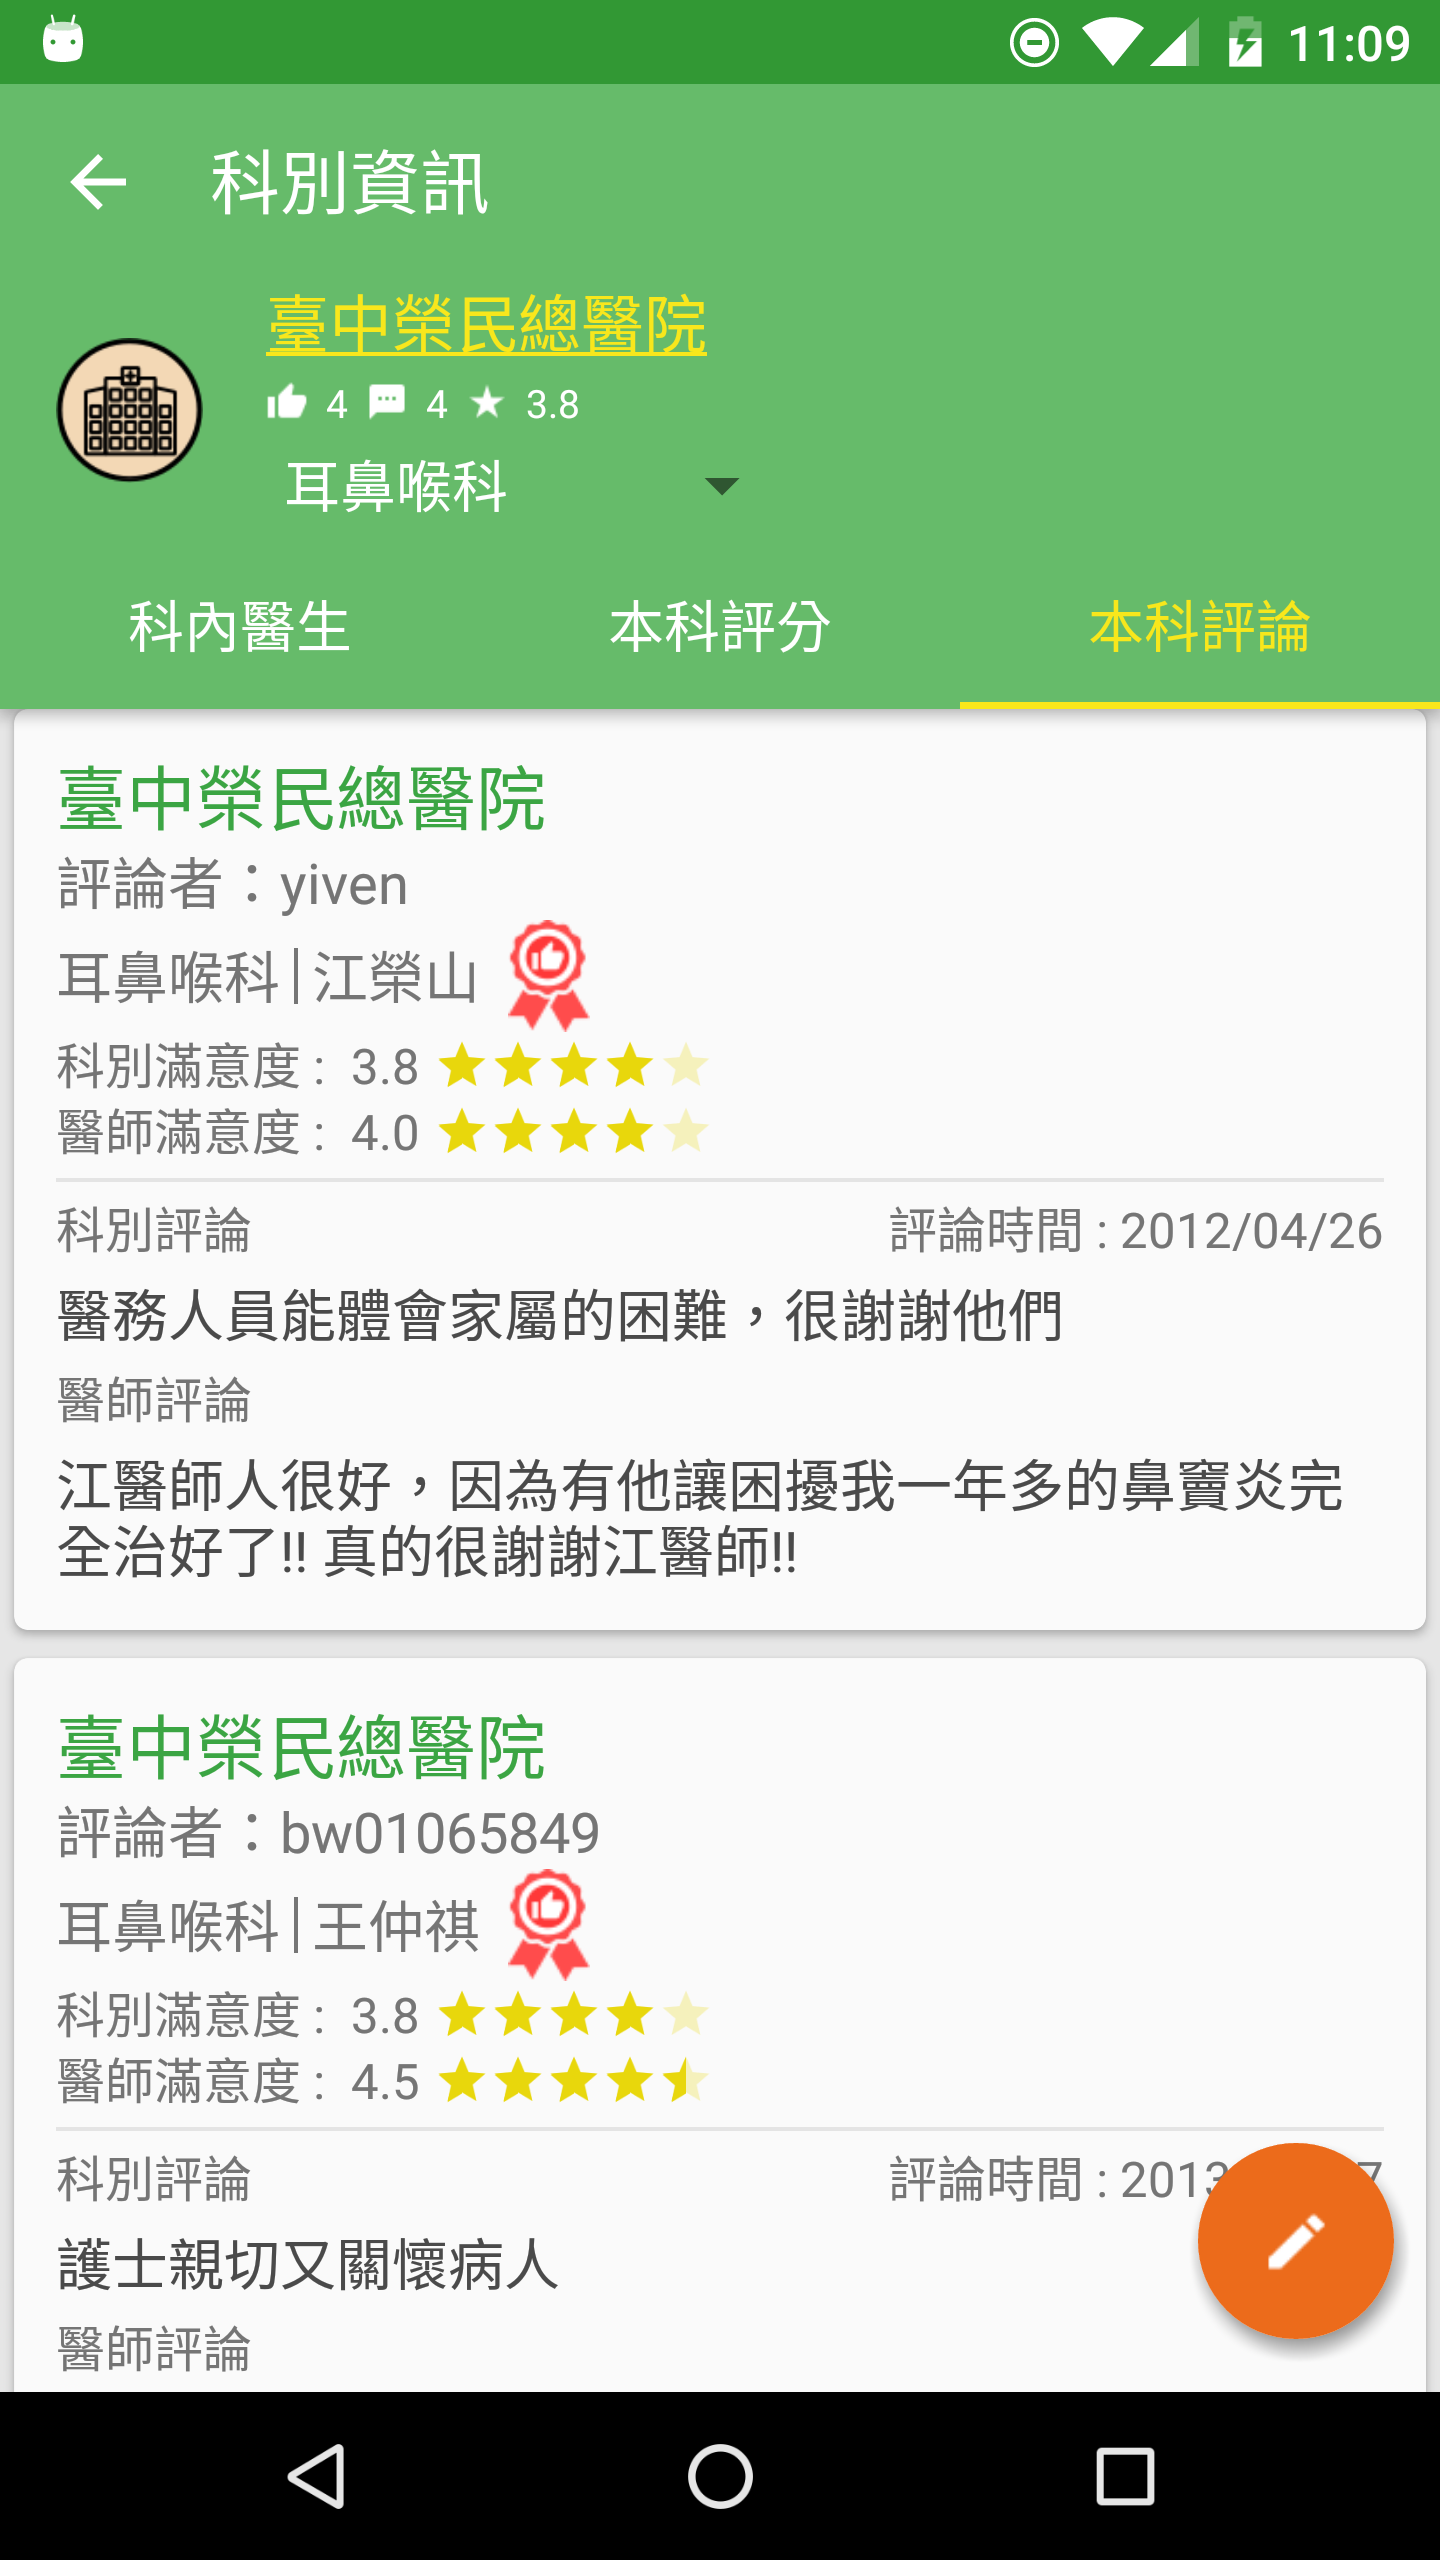 11:09
科別資訊
臺中榮民總醫院
4 4 3.8
耳鼻喉科
科內醫生 本科評分 本科評論
臺中榮民總醫院
評論者：yiven
耳鼻喉科|江榮山
科別滿意度 : 3.8
醫師滿意度 : 4.0
科別評論 評論時間 : 2012/04/26
醫務人員能體會家屬的困難，很謝謝他們
醫師評論
江醫師人很好，因為有他讓困擾我一年多的鼻竇炎完
全治好了!! 真的很謝謝江醫師!!
臺中榮民總醫院
評論者：bw01065849
耳鼻喉科|王仲祺
科別滿意度 : 3.8
醫師滿意度 : 4.5
科別評論 評論時間 : 2013
護士親切又關懷病人
醫師評論